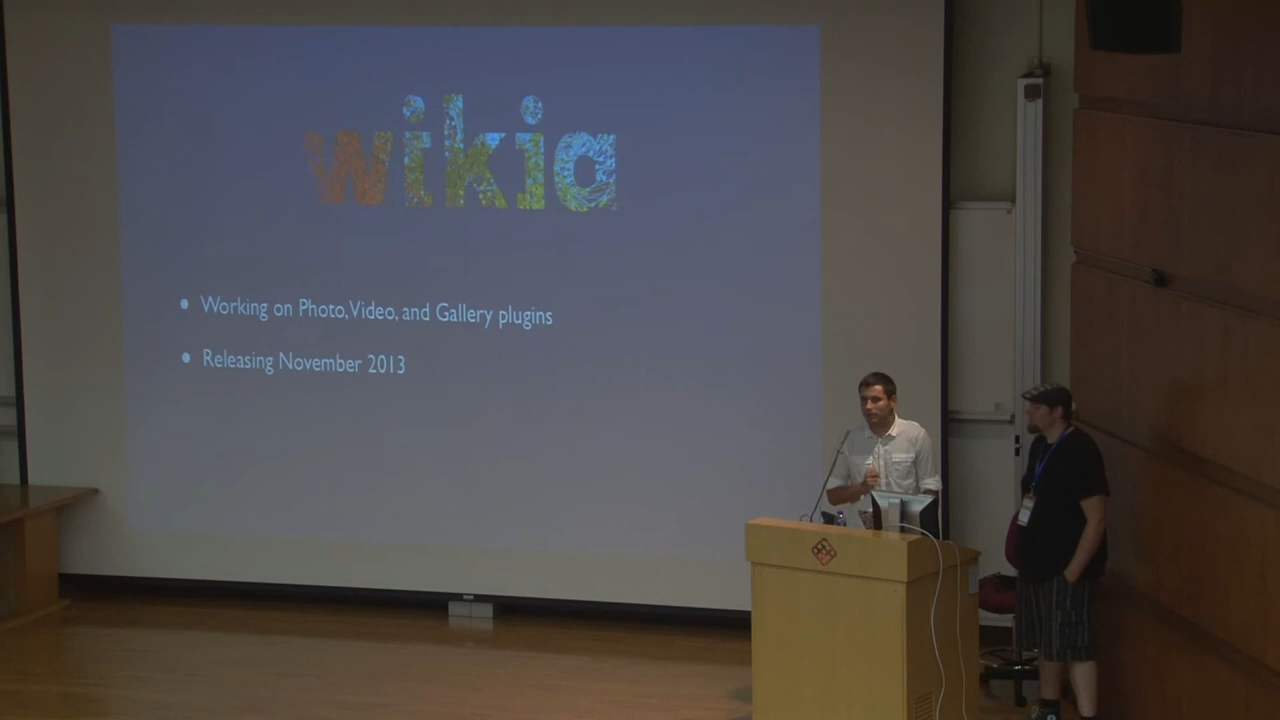 wikia
Working on Photo, Video, and Gallery plugins
Releasing November 2013